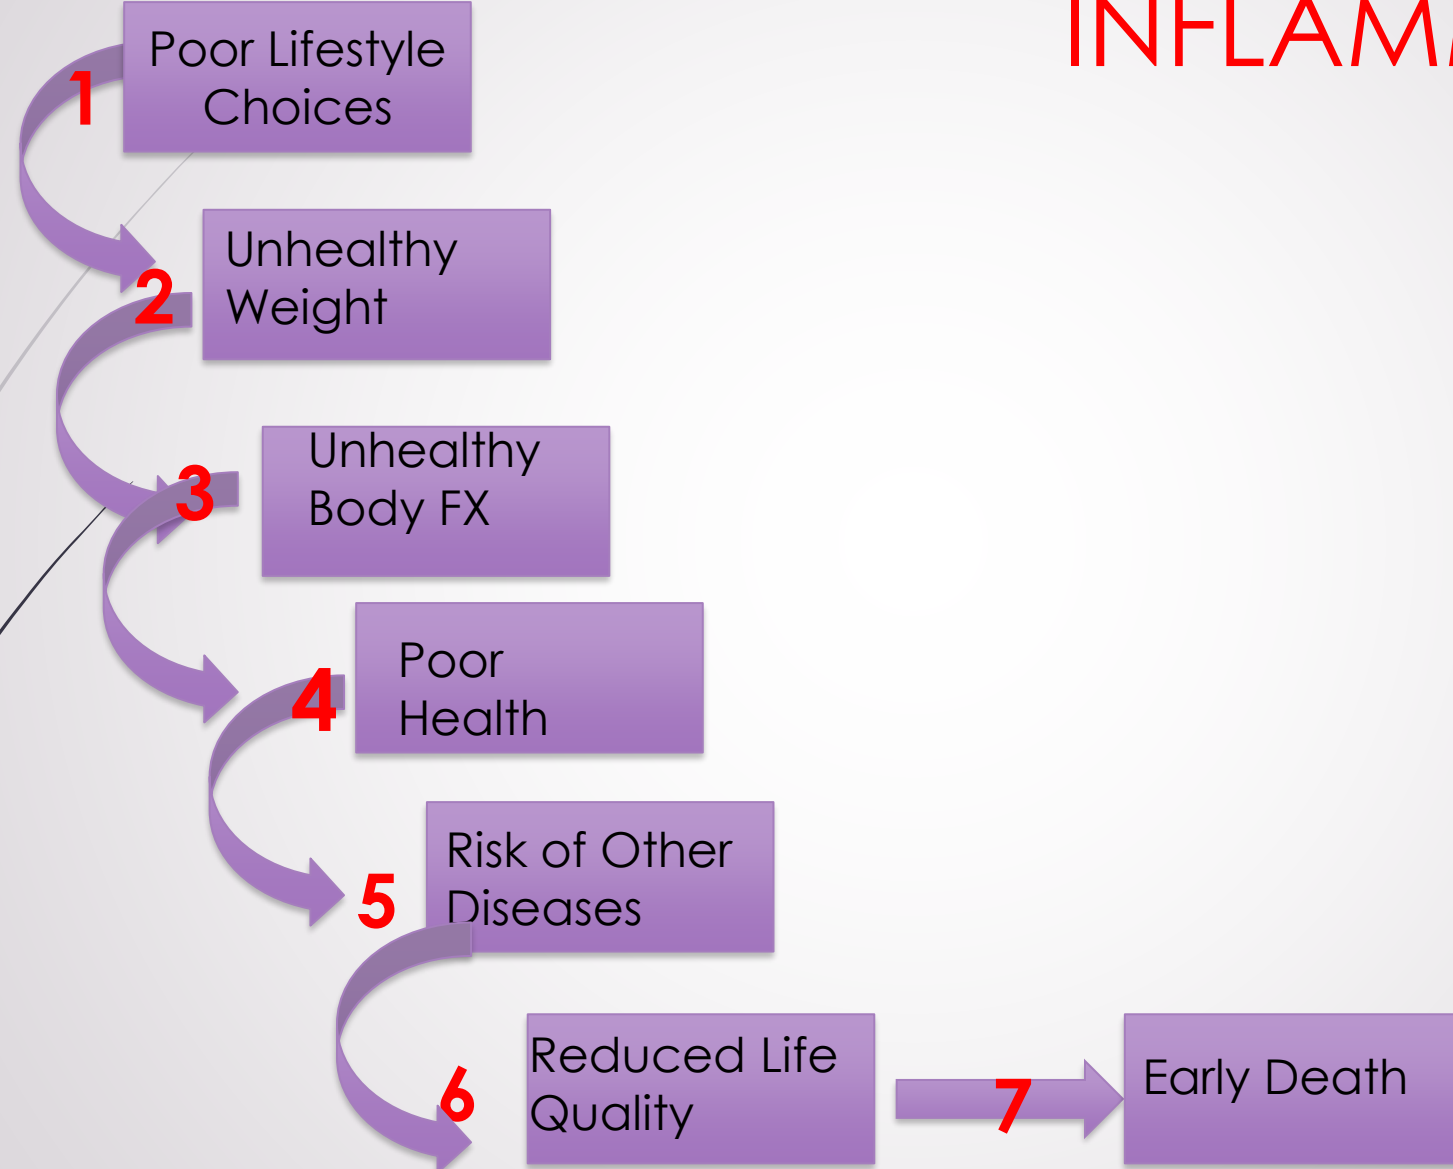 INFLAM
1
Poor Lifestyle
Choices
2
Unhealthy
Weight
3
Unhealthy
Body FX
4
Poor
Health
5
Risk of Other
Diseases
6
Reduced Life
Quality
7
Early Death